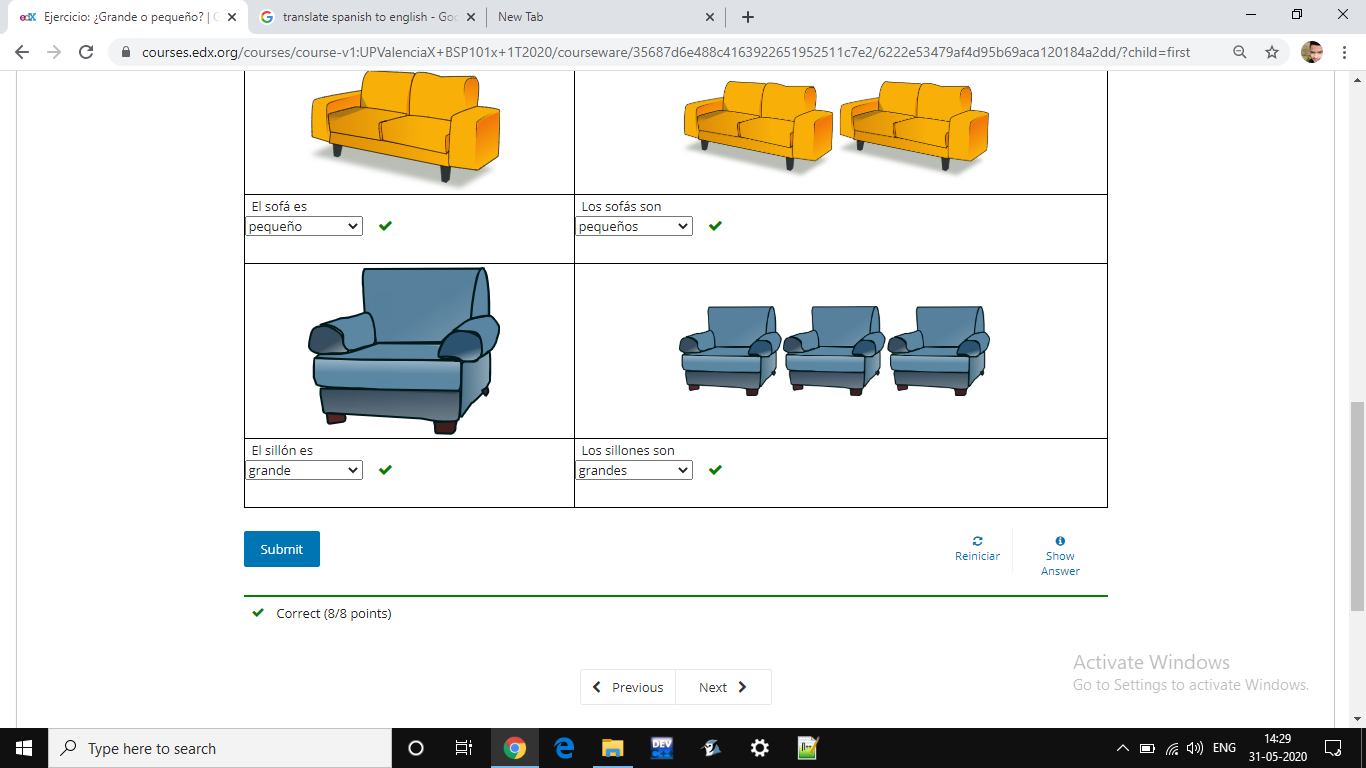 edX Ejercicio: ¿Grande o pequeño? | G
translate spanish to english - Goo
New Tab
courses.edx.org/courses/course-v1:UPValenciaX+BSP101x+1T2020/courseware/35687d6e488c4163922651952511c7e2/6222e53479af4d95b69aca120184a2dd/?child=first
El sofá es
pequeño
Los sofás son
pequeños
El sillón es
grande
Los sillones son
grandes
Submit
Reiniciar
Show
Answer
Correct (8/8 points)
Previous
Next
Activate Windows
Go to Settings to activate Windows.
Type here to search
DEV
ENG
14:29
31-05-2020